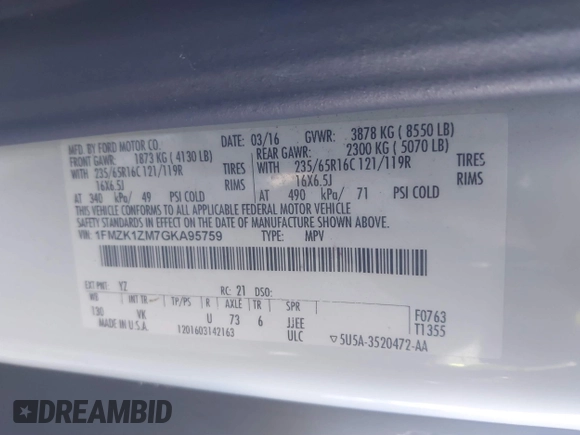 MFD. BY FORD MOTOR CO. DATE: 03/16 GVWR: 3878 KG ( 8550 LB)
FRONT GAWR: 1873 KG ( 4130 LB) REAR GAWR: 2300 KG ( 5070 LB)
WITH 235/65R16C 121/119R TIRES WITH 235/65R16C 121/119R TIRES
16X6.5J RIMS 16X6.5J RIMS
AT 340 kPa/ 49 PSI COLD AT 490 kPa/ 71 PSI COLD
THIS VEHICLE CONFORMS TO ALL APPLICABLE FEDERAL MOTOR VEHICLE
SAFETY STANDARDS IN EFFECT ON THE DATE OF MANUFACTURE SHOWN ABOVE.
VIN: 1FMZK1ZM7GKA95759 TYPE: MPV
EXT PNT: YZ RC: 21 DSO: F0763
WB INT TR TP/PS R AXLE TR SPR T1355
130 VK U 73 6 JJEE
MADE IN U.S.A. 1201603142163 ULC ▽5U5A-3520472-AA
DREAMBID